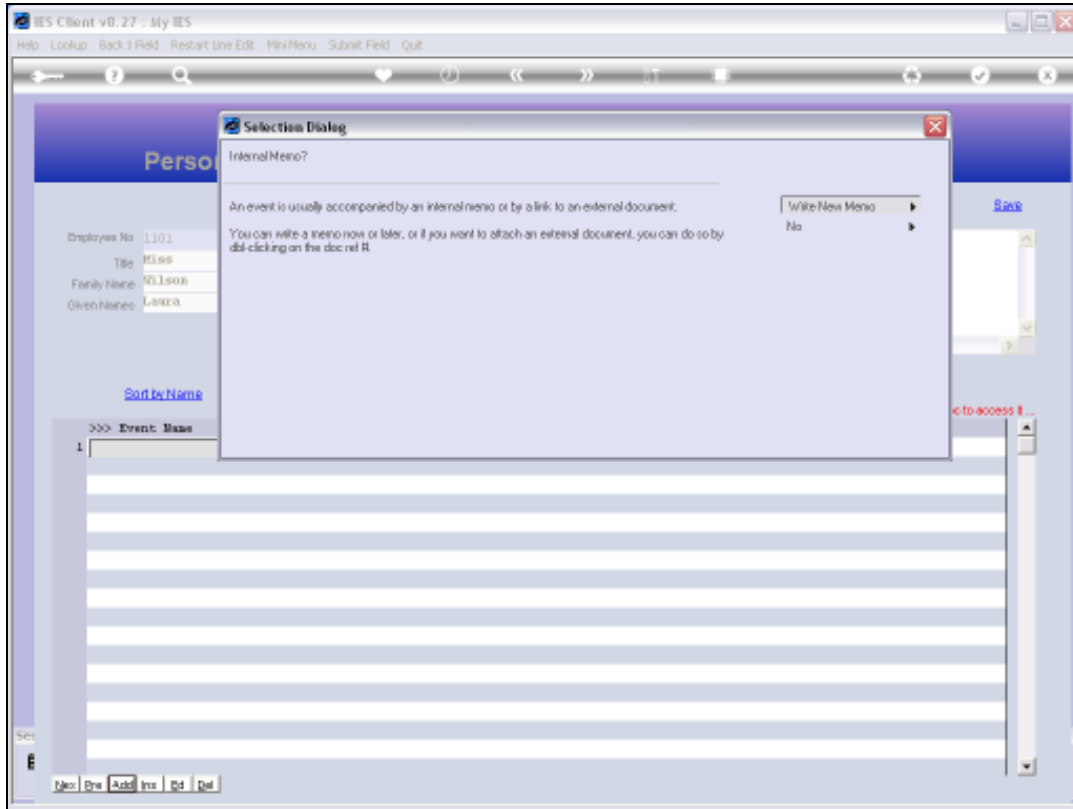 IES Client v8.27 : My IES
Help Lookup Back 1 Field Restart Line Edit Mini Menu Submit Field Quit
Selection Dialog
Internal Memo?
An event is usually accompanied by an internal memo or by a link to an external document.
You can write a memo now or later, or if you want to attach an external document, you can do so by
dbl-clicking on the doc ref #.
Write New Memo
No
Perso
Save
Employee No 1101
Title Miss
Family Name Wilson
Given Names Laura
Sort by Name
to access it ...
>>> Event Name
1
Nex Pre Add Ins Ed Del